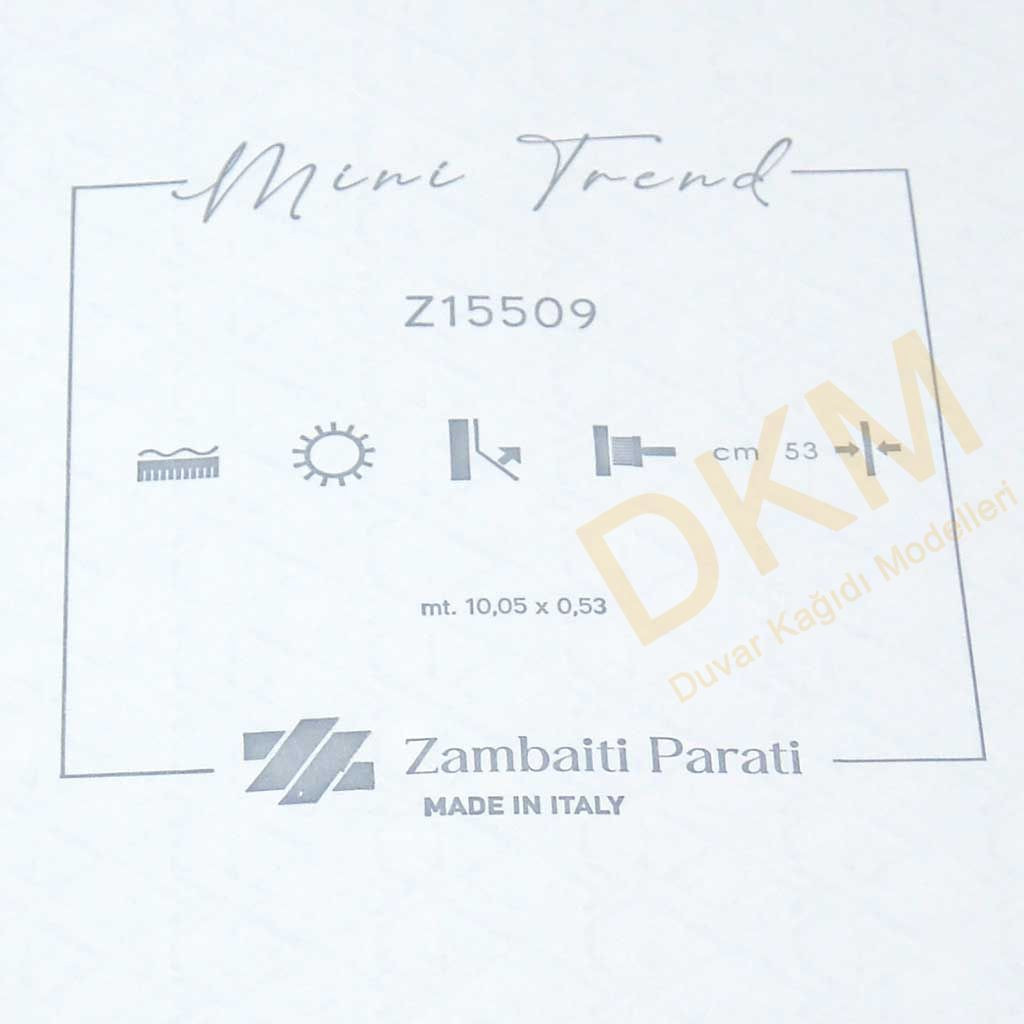 Mini Trend
Z15509
cm 53
mt. 10,05 x 0,53
DKM
Duvar Kağıdı Modelleri
Zambaiti Parati
MADE IN ITALY